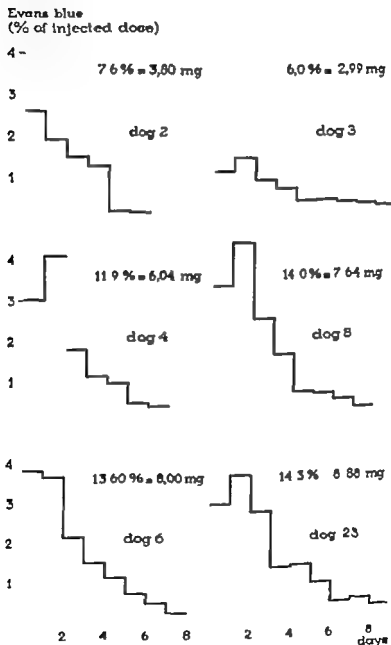 Evans blue
(% of injected dose)
4
7 6 % = 3,80 mg
6,0 % = 2,99 mg
3
dog 2
dog 3
2
1
4
11 9 % = 6,04 mg
14 0 % = 7 64 mg
3
dog 4
dog 8
2
1
4
13 60 % = 8,00 mg
14 3 % 8 88 mg
3
dog 6
dog 23
2
1
2 4 6 8 2 4 6 8
days